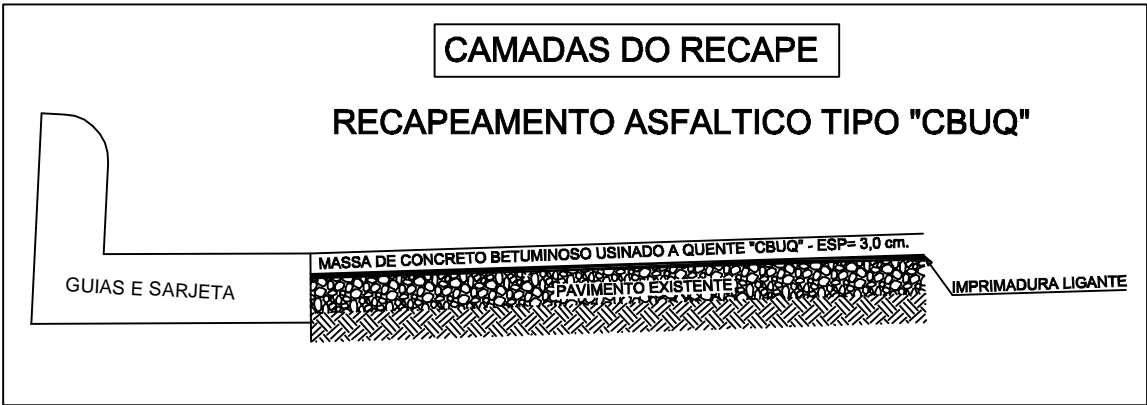 CAMADAS DO RECAPE
RECAPEAMENTO ASFALTICO TIPO "CBUQ"
MASSA DE CONCRETO BETUMINOSO USINADO A QUENTE "CBUQ" - ESP= 3,0 cm.
GUIAS E SARJETA
PAVIMENTO EXISTENTE
IMPRIMADURA LIGANTE